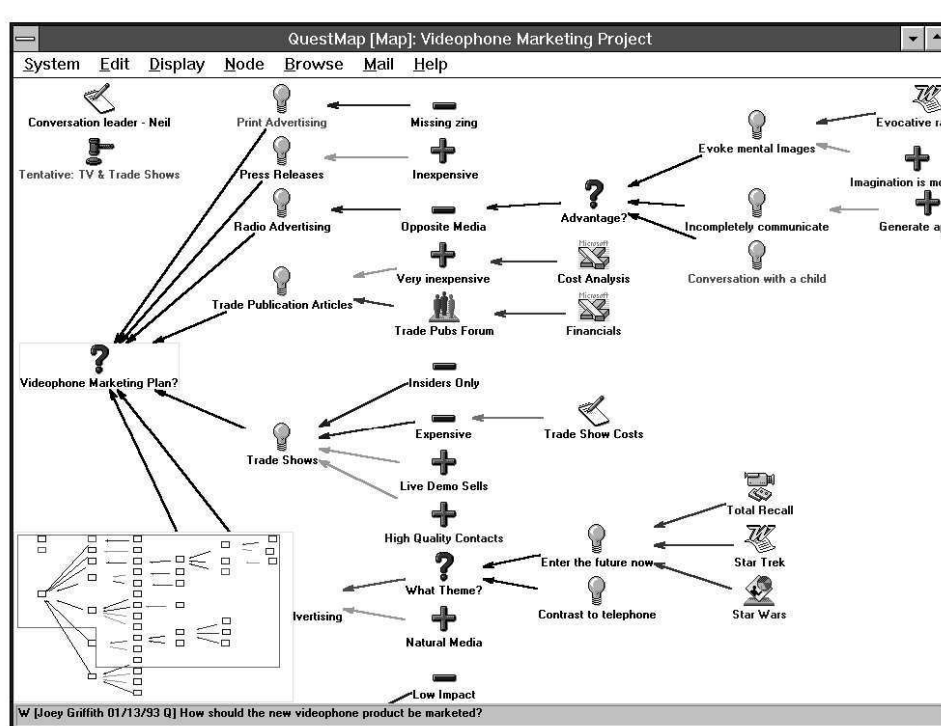 QuestMap [Map]: Videophone Marketing Project
System Edit Display Node Browse Mail Help
Conversation leader - Neil
Print Advertising
Missing zing
Evocative
Evoke mental Images
Tentative: TV & Trade Shows
Press Releases
Inexpensive
Imagination is
Advantage?
Radio Advertising
Opposite Media
Incompletely communicate
Generate
Microsoft
Very inexpensive
Cost Analysis
Conversation with a child
Trade Publication Articles
Microsoft
Trade Pubs Forum
Financials
Videophone Marketing Plan?
Insiders Only
Expensive
Trade Show Costs
Trade Shows
Live Demo Sells
Total Recall
High Quality Contacts
Enter the future now
Star Trek
What Theme?
Contrast to telephone
Star Wars
lvertising
Natural Media
Low Impact
W [Joey Griffith 01/13/93 Q] How should the new videophone product be marketed?